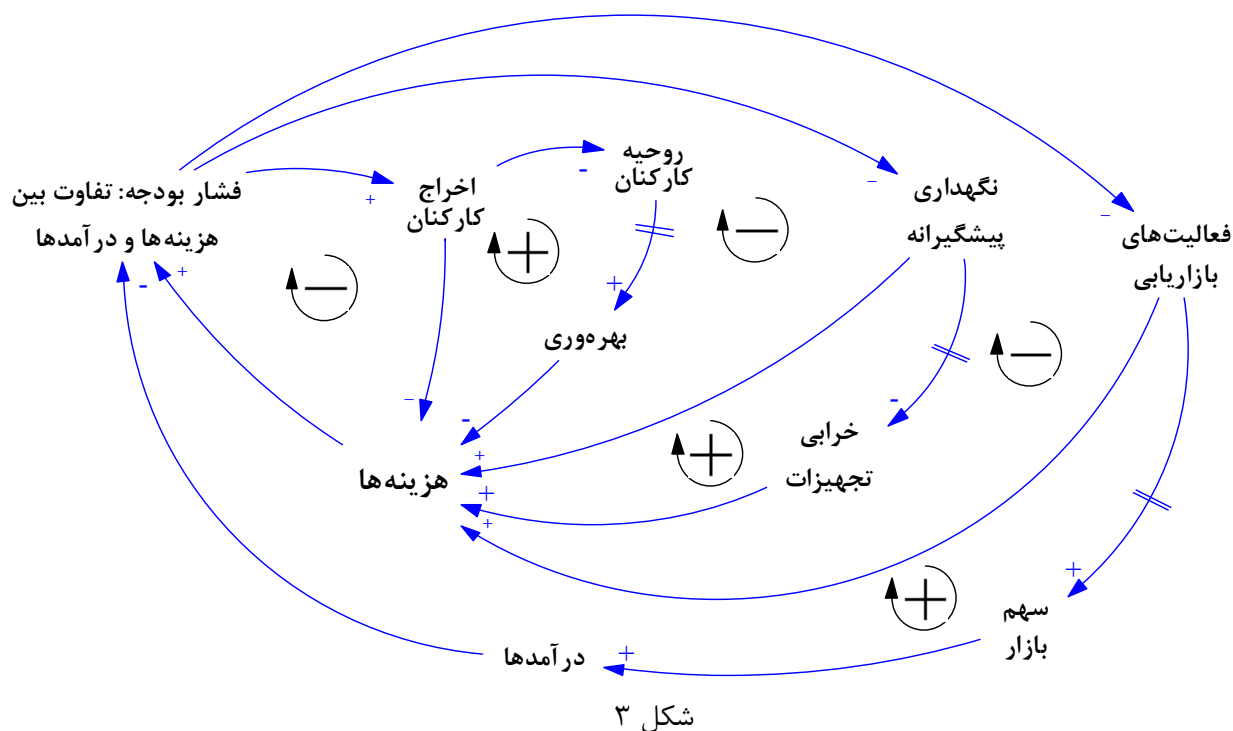 فشار بودجه: تفاوت بین
هزینه‌ها و درآمدها
+
-
+
اخراج
کارکنان
-
روحیه
کارکنان
–
نگهداری
پیشگیرانه
–
فعالیت‌های
بازاریابی
+
–
–
–
+
بهره‌وری
–
-
-
خرابی
تجهیزات
هزینه‌ها
+
+
+
+
+
+
سهم
بازار
درآمدها
+
شکل ۳